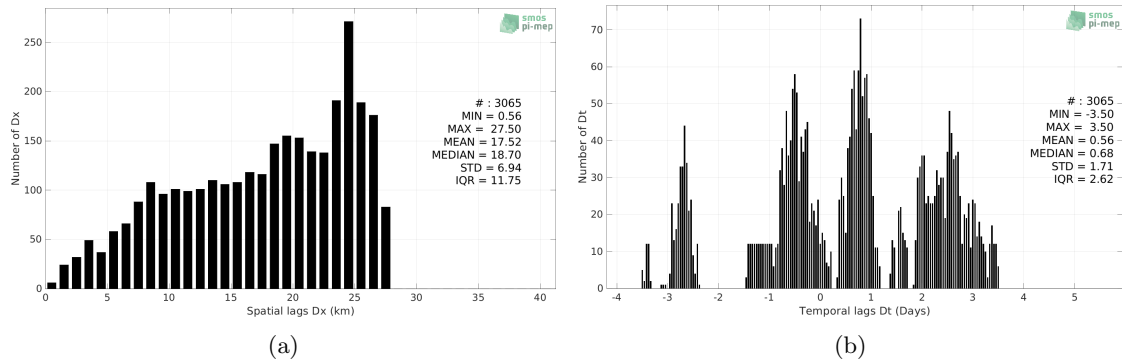 smos
pi-mep
250
200
150
100
50
0
Number of Dx
# : 3065
MIN = 0.56
MAX = 27.50
MEAN = 17.52
MEDIAN = 18.70
STD = 6.94
IQR = 11.75
0 5 10 15 20 25 30 35 40
Spatial lags Dx (km)
(a)
smos
pi-mep
70
60
50
40
30
20
10
0
Number of Dt
# : 3065
MIN = -3.50
MAX = 3.50
MEAN = 0.56
MEDIAN = 0.68
STD = 1.71
IQR = 2.62
-4 -3 -2 -1 0 1 2 3 4 5
Temporal lags Dt (Days)
(b)